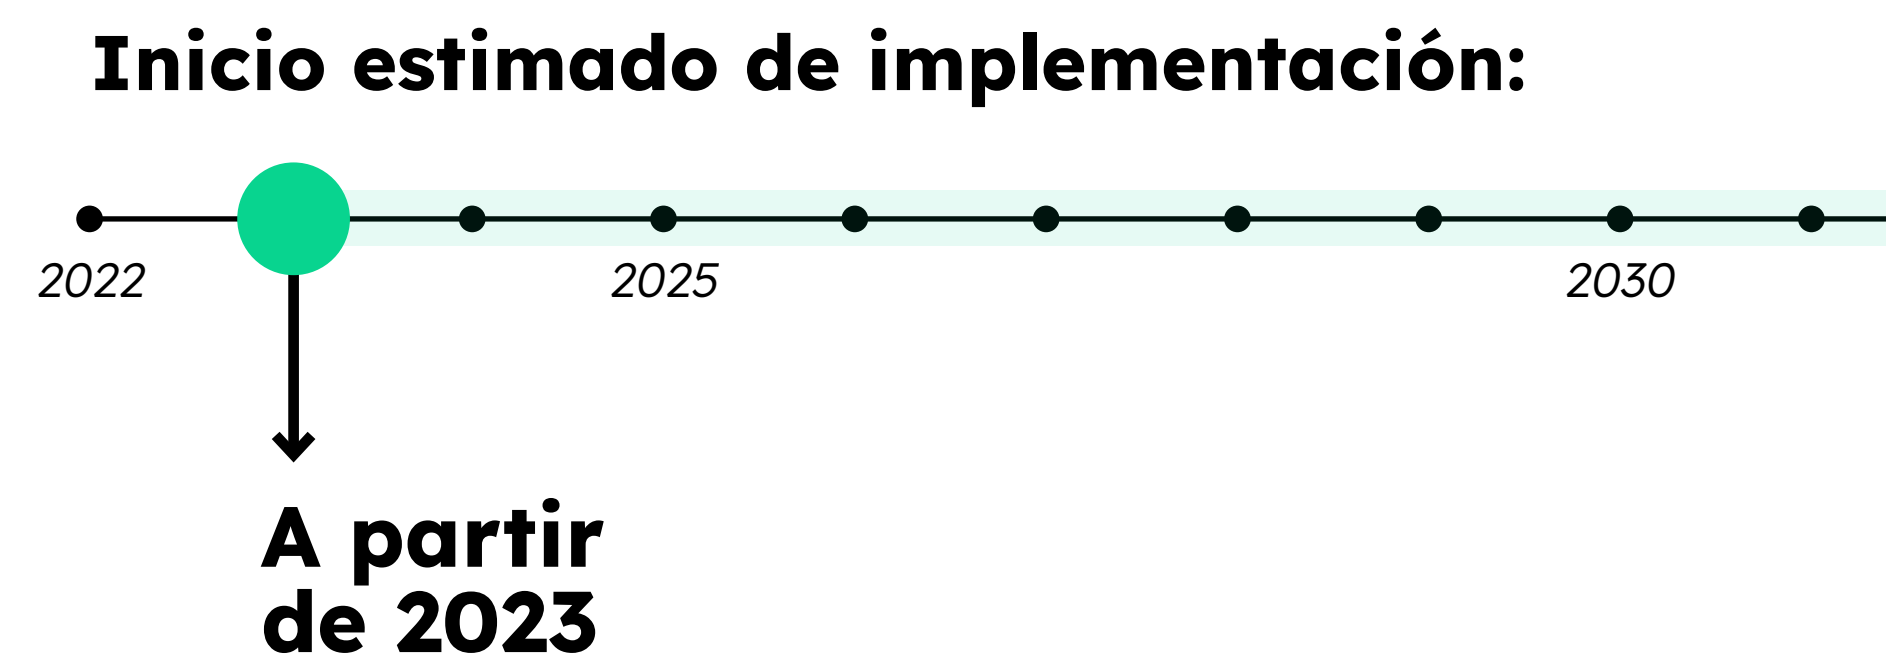 Inicio estimado de implementación:
2022 2025 2030
A partir
de 2023